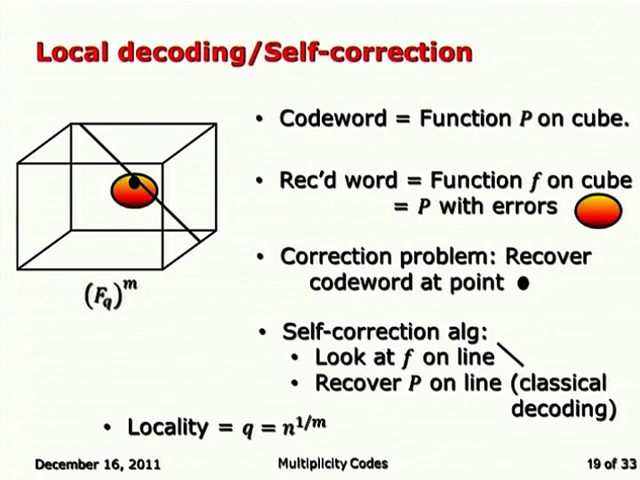 Local decoding/Self-correction
• Codeword = Function P on cube.
• Rec'd word = Function f on cube
= P with errors
• Correction problem: Recover
codeword at point
(F_q)^m
• Self-correction alg:
• Look at f on line
• Recover P on line (classical
decoding)
• Locality = q = n^{1/m}
December 16, 2011
Multiplicity Codes
19 of 33